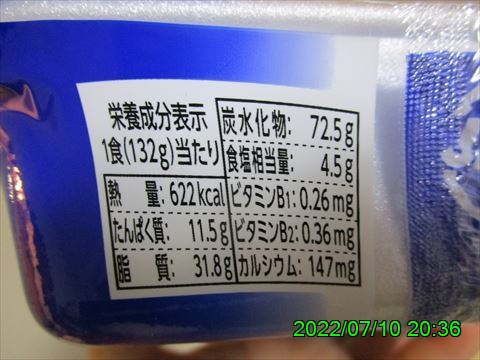 栄養成分表示
1食(132g)当たり
熱 量: 622kcal
たんぱく質: 11.5g
脂 質: 31.8g
炭水化物: 72.5g
食塩相当量: 4.5g
ビタミンB1: 0.26mg
ビタミンB2: 0.36mg
カルシウム: 147mg
2022/07/10 20:36